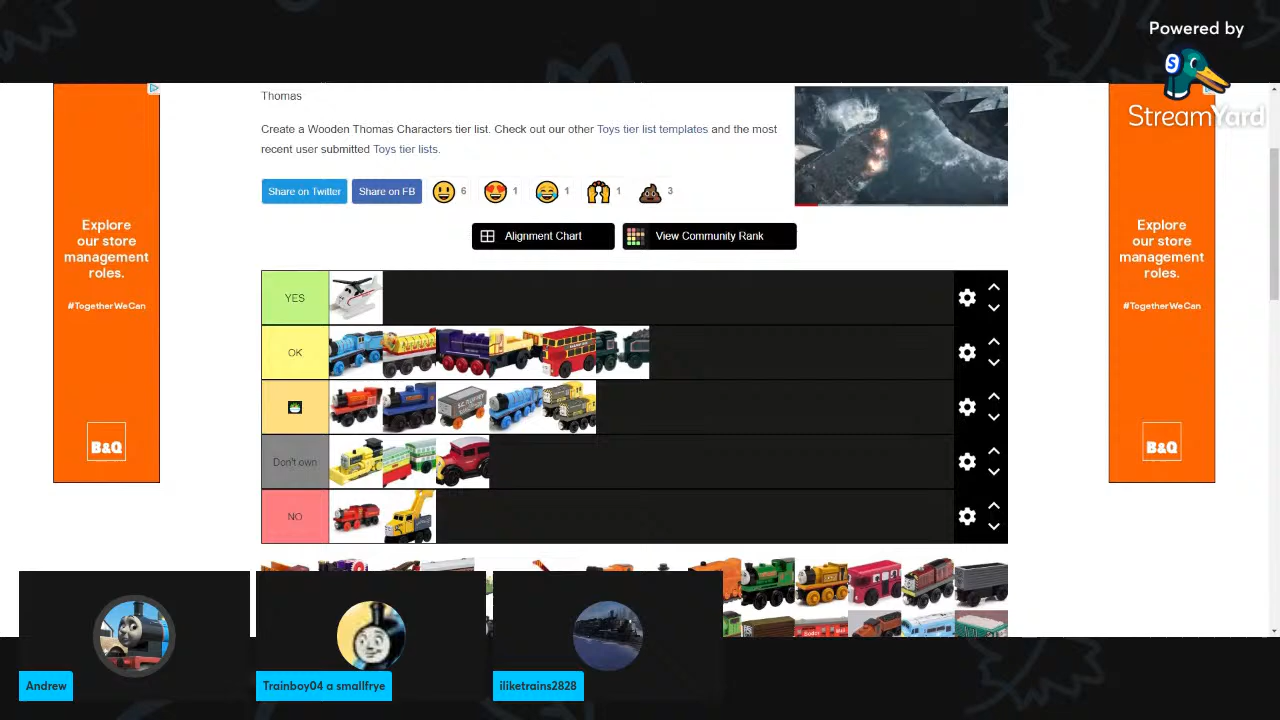 Powered by
StreamYard
Thomas
Create a Wooden Thomas Characters tier list. Check out our other Toys tier list templates and the most
recent user submitted Toys tier lists.
Share on Twitter
Share on FB
6
1
1
1
3
Alignment Chart
View Community Rank
Explore
our store
management
roles.
#TogetherWeCan
B&Q
Explore
our store
management
roles.
#TogetherWeCan
B&Q
YES
OK
Don't own
NO
Andrew
Trainboy04 a smallfrye
iliketrains2828